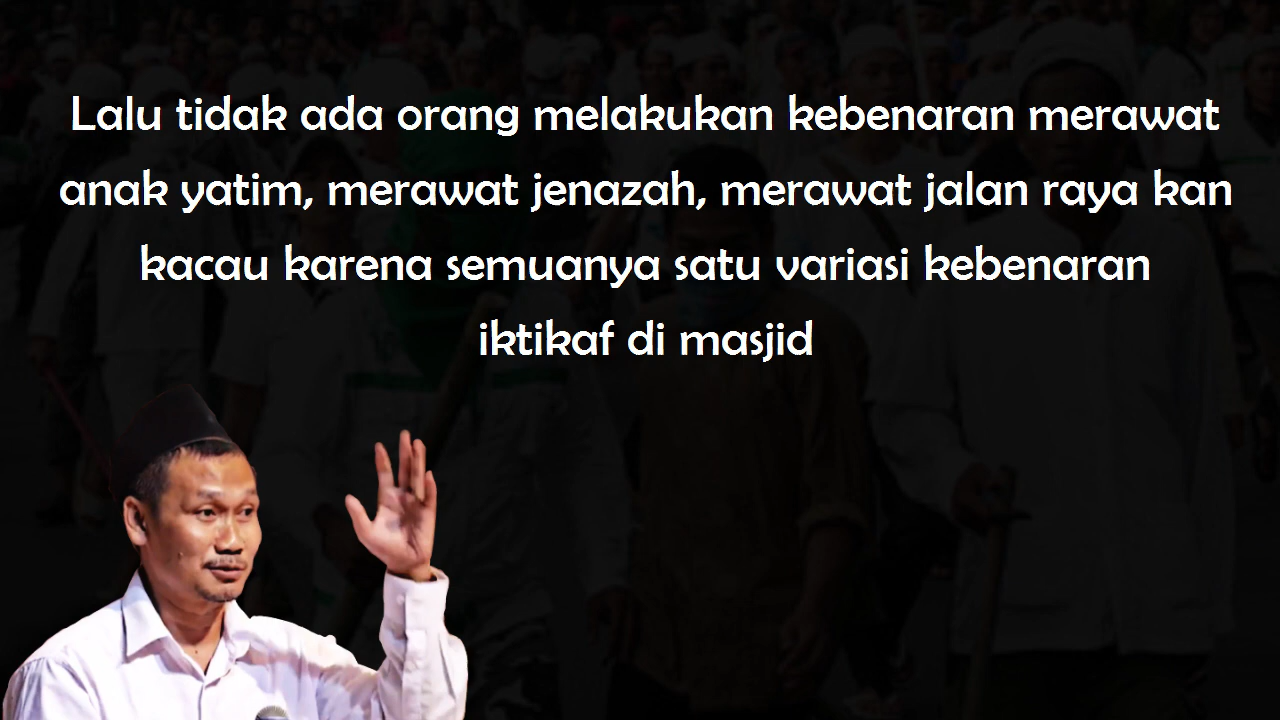 Lalu tidak ada orang melakukan kebenaran merawat
anak yatim, merawat jenazah, merawat jalan raya kan
kacau karena semuanya satu variasi kebenaran
iktikaf di masjid